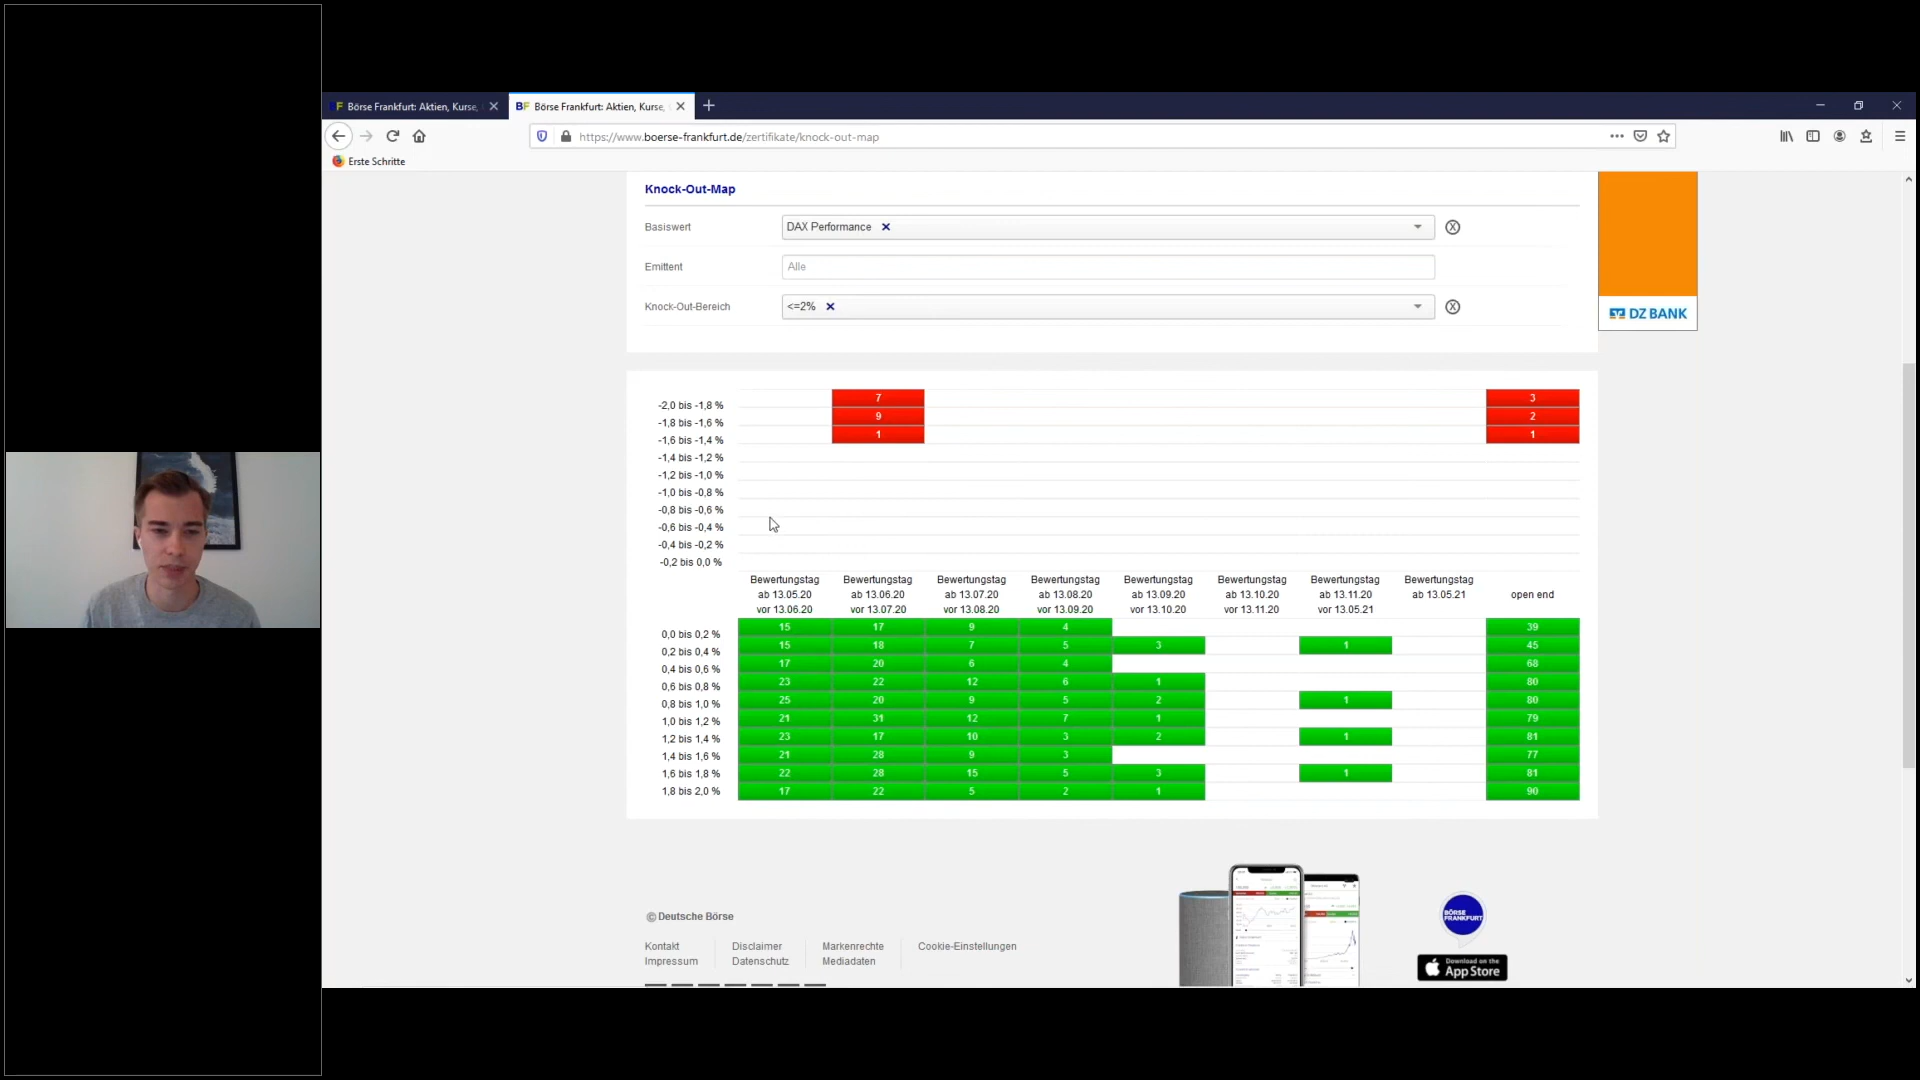 BF Börse Frankfurt: Aktien, Kurse,
BF Börse Frankfurt: Aktien, Kurse,
https://www.boerse-frankfurt.de/zertifikate/knock-out-map
Erste Schritte
Knock-Out-Map
Basiswert DAX Performance
Emittent Alle
Knock-Out-Bereich <=2%
DZ BANK
-2,0 bis -1,8 % 7 3
-1,8 bis -1,6 % 9 2
-1,6 bis -1,4 % 1 1
-1,4 bis -1,2 %
-1,2 bis -1,0 %
-1,0 bis -0,8 %
-0,8 bis -0,6 %
-0,6 bis -0,4 %
-0,4 bis -0,2 %
-0,2 bis 0,0 %
Bewertungstag Bewertungstag Bewertungstag Bewertungstag Bewertungstag Bewertungstag Bewertungstag Bewertungstag
ab 13.05.20 ab 13.06.20 ab 13.07.20 ab 13.08.20 ab 13.09.20 ab 13.10.20 ab 13.11.20 ab 13.05.21 open end
vor 13.06.20 vor 13.07.20 vor 13.08.20 vor 13.09.20 vor 13.10.20 vor 13.11.20 vor 13.05.21
0,0 bis 0,2 % 15 17 9 4 39
0,2 bis 0,4 % 15 18 7 5 3 1 45
0,4 bis 0,6 % 17 20 6 4 68
0,6 bis 0,8 % 23 22 12 6 1 80
0,8 bis 1,0 % 25 20 9 5 2 1 80
1,0 bis 1,2 % 21 31 12 7 1 79
1,2 bis 1,4 % 23 17 10 3 2 1 81
1,4 bis 1,6 % 21 28 9 3 77
1,6 bis 1,8 % 22 28 15 5 3 1 81
1,8 bis 2,0 % 17 22 5 2 1 90
© Deutsche Börse
Kontakt Disclaimer Markenrechte Cookie-Einstellungen
Impressum Datenschutz Mediadaten
BÖRSE
FRANKFURT
Download on the
App Store